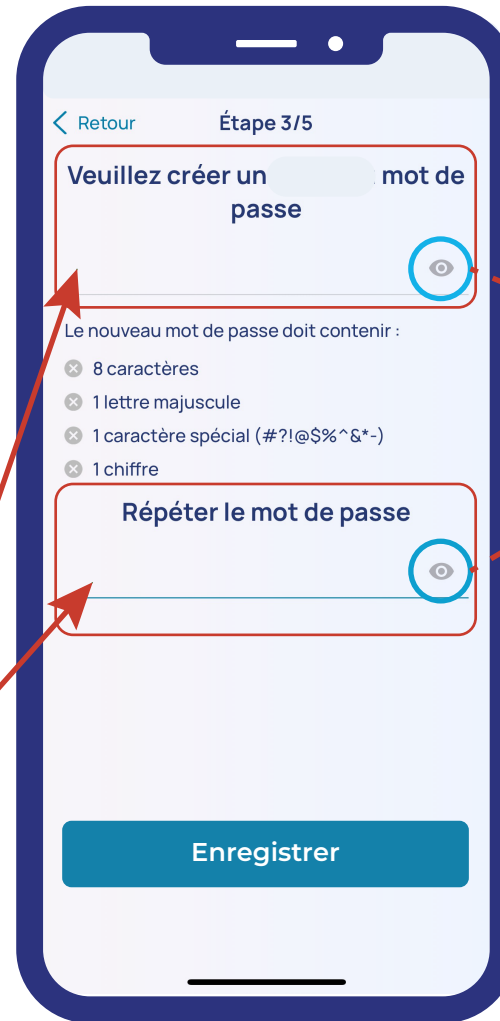 Retour
Étape 3/5
Veuillez créer un mot de
passe
Le nouveau mot de passe doit contenir :
8 caractères
1 lettre majuscule
1 caractère spécial (#?!@$%^&*-)
1 chiffre
Répéter le mot de passe
Enregistrer